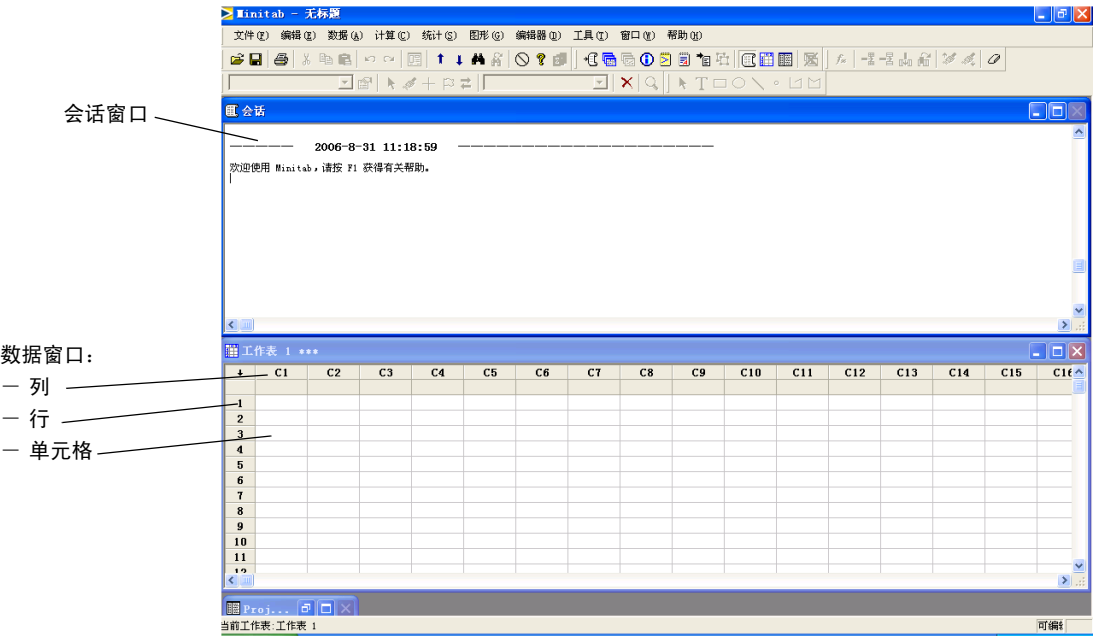 Minitab - 无标题
文件(F) 编辑(E) 数据(A) 计算(C) 统计(S) 图形(G) 编辑器(D) 工具(T) 窗口(W) 帮助(H)
会话窗口
会话
————— 2006-8-31 11:18:59 ————————————————————
欢迎使用 Minitab，请按 F1 获得有关帮助。
数据窗口：
— 列
— 行
— 单元格
工作表 1 ***
↓ C1 C2 C3 C4 C5 C6 C7 C8 C9 C10 C11 C12 C13 C14 C15 C16
1
2
3
4
5
6
7
8
9
10
11
12
Proj...
当前工作表:工作表 1